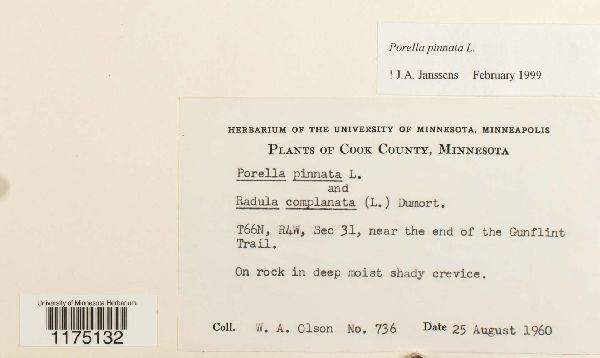 Porella pinnata L.
! J.A. Janssens February 1999
HERBARIUM OF THE UNIVERSITY OF MINNESOTA, MINNEAPOLIS
PLANTS OF COOK COUNTY, MINNESOTA
Porella pinnata L.
and
Radula complanata (L.) Dumort.
T66N, R4W, Sec 31, near the end of the Gunflint
Trail.
On rock in deep moist shady crevice.
Coll. W. A. Olson No. 736 Date 25 August 1960
University of Minnesota Herbarium
1175132